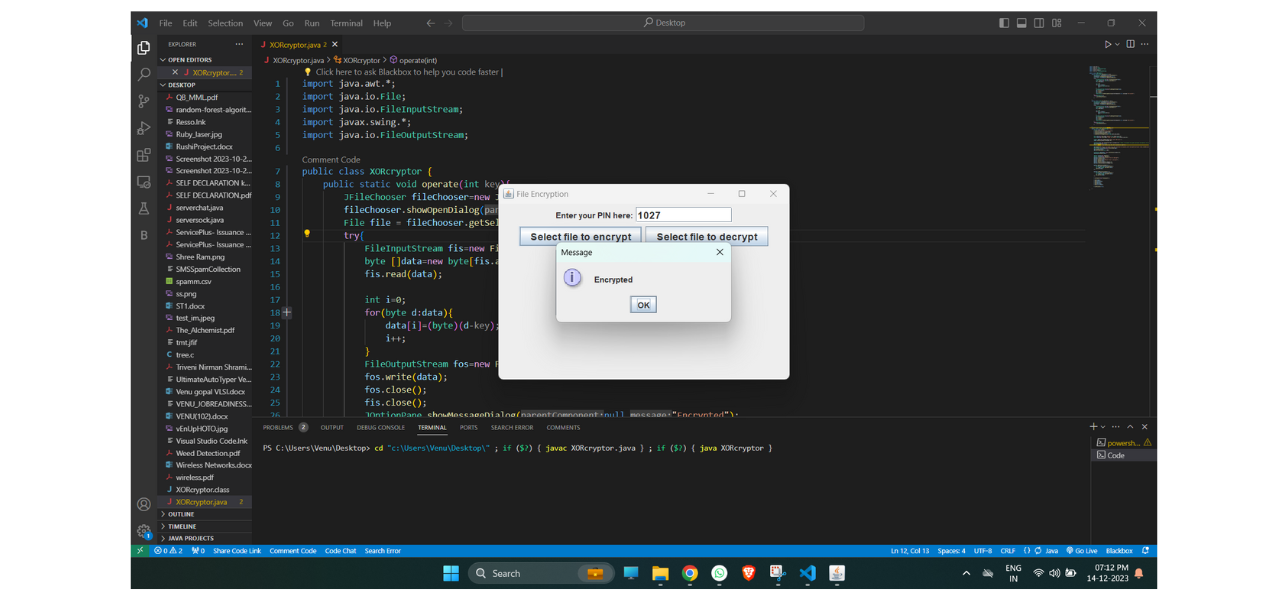 File Edit Selection View Go Run Terminal Help
Desktop
EXPLORER
OPEN EDITORS
XORcryptor.... 2
DESKTOP
QB_MML.pdf
random-forest-algorit...
Resso.lnk
Ruby_laser.jpg
RushiProject.docx
Screenshot 2023-10-2...
Screenshot 2023-10-2...
SELF DECLARATION k...
SELF DECLARATION.pdf
serverchat.java
serversock.java
ServicePlus- Issuance ...
ServicePlus- Issuance ...
Shree Ram.png
SMSSpamCollection
spamm.csv
ss.png
ST1.docx
test_im.jpeg
The_Alchemist.pdf
tmt.jfif
tree.c
Triveni Nirman Shrami...
UltimateAutoTyper Ve...
Venu gopal VLSI.docx
VENU_JOBREADINESS...
VENU(102).docx
vEnUpHOTO.jpg
Visual Studio Code.lnk
Weed Detection.pdf
Wireless Networks.docx
wireless.pdf
XORcryptor.class
XORcryptor.java 2
OUTLINE
TIMELINE
JAVA PROJECTS
XORcryptor.java 2
XORcryptor.java > XORcryptor > operate(int)
Click here to ask Blackbox to help you code faster |
1 import java.awt.*;
2 import java.io.File;
3 import java.io.FileInputStream;
4 import javax.swing.*;
5 import java.io.FileOutputStream;
6
Comment Code
7 public class XORcryptor {
8 public static void operate(int key){
9 JFileChooser fileChooser=new J
10 fileChooser.showOpenDialog(par
11 File file = fileChooser.getSel
12 try{
13 FileInputStream fis=new Fi
14 byte []data=new byte[fis.a
15 fis.read(data);
16
17 int i=0;
18 for(byte d:data){
19 data[i]=(byte)(d-key);
20 i++;
21 }
22 FileOutputStream fos=new F
23 fos.write(data);
24 fos.close();
25 fis.close();
26 JOptionPane.showMessageDialog(parentComponent:null,message:"Encrypted");
File Encryption
Enter your PIN here: 1027
Select file to encrypt Select file to decrypt
Message
Encrypted
OK
PROBLEMS 2 OUTPUT DEBUG CONSOLE TERMINAL PORTS SEARCH ERROR COMMENTS
PS C:\Users\Venu\Desktop> cd "c:\Users\Venu\Desktop\" ; if ($?) { javac XORcryptor.java } ; if ($?) { java XORcryptor }
powersh...
Code
1
0 2 0 Share Code Link Comment Code Code Chat Search Error
Ln 12, Col 13 Spaces: 4 UTF-8 CRLF {} Java Go Live Blackbox
Search
ENG
IN
07:12 PM
14-12-2023